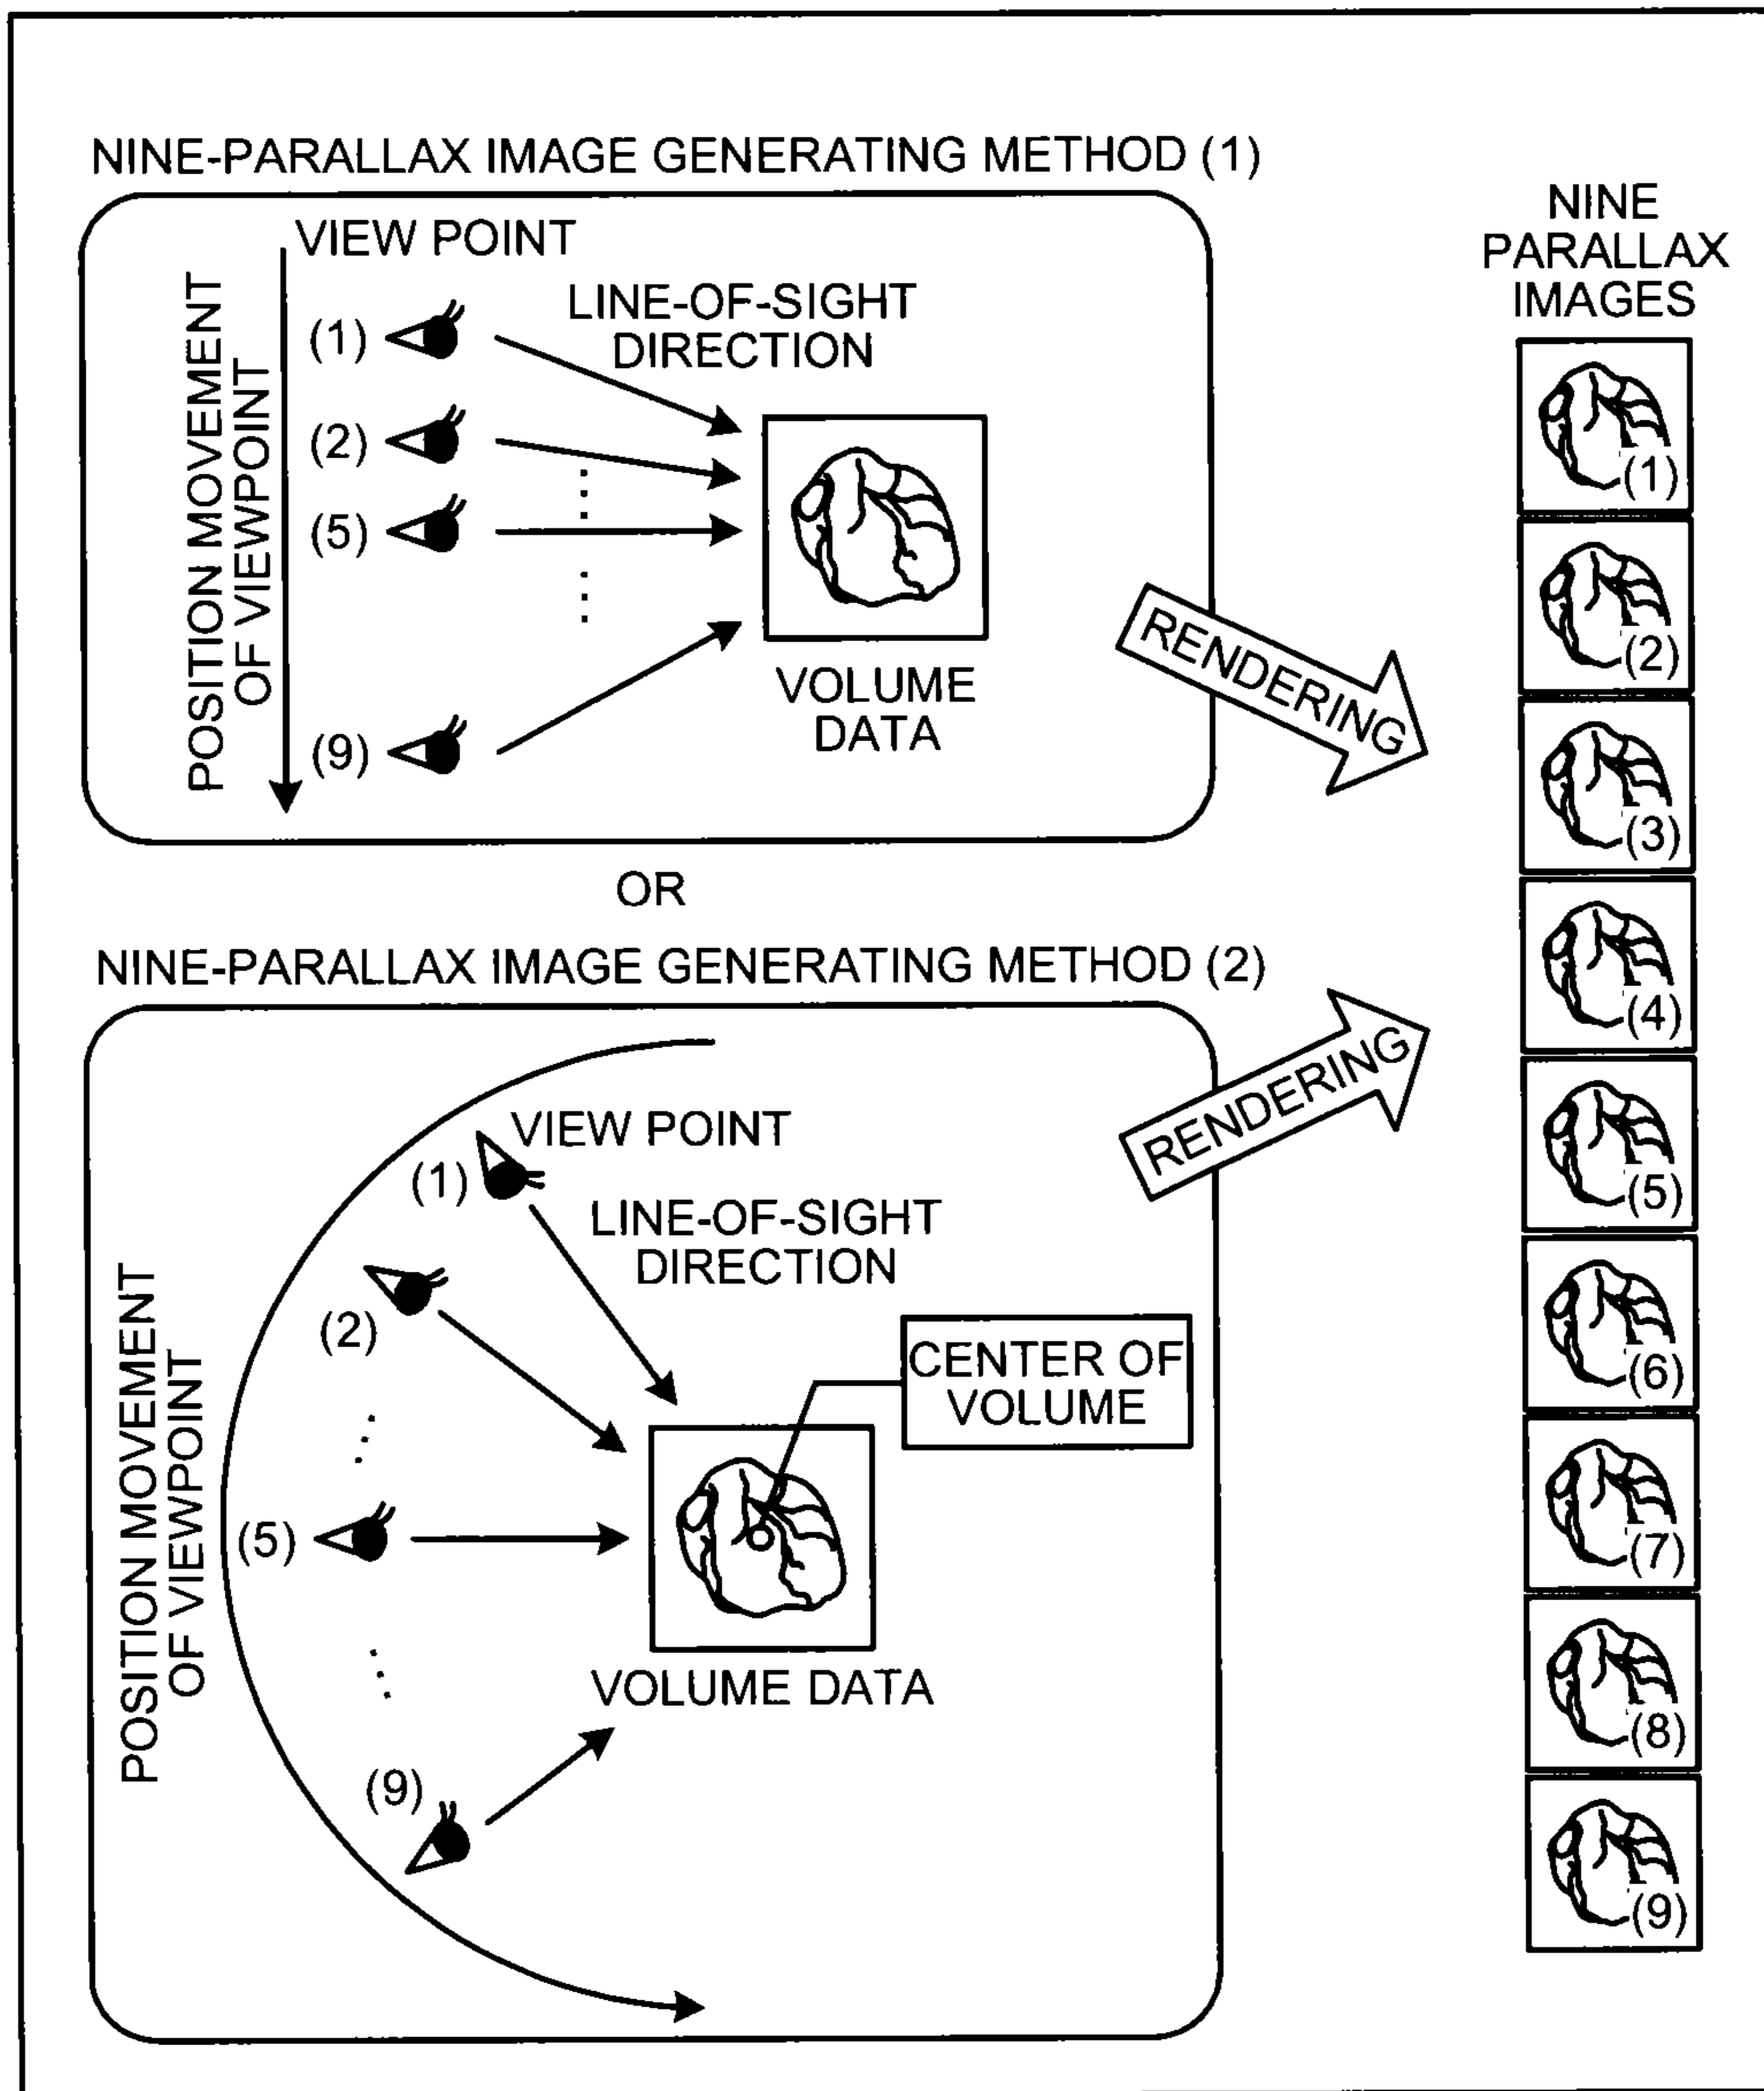 NINE-PARALLAX IMAGE GENERATING METHOD (1)
VIEW POINT
POSITION MOVEMENT
OF VIEWPOINT
LINE-OF-SIGHT
DIRECTION
(1)
(2)
(5)
(9)
VOLUME
DATA
RENDERING
OR
NINE-PARALLAX IMAGE GENERATING METHOD (2)
VIEW POINT
(1)
LINE-OF-SIGHT
DIRECTION
(2)
POSITION MOVEMENT
OF VIEWPOINT
CENTER OF
VOLUME
(5)
VOLUME DATA
(9)
RENDERING
NINE
PARALLAX
IMAGES
(1)
(2)
(3)
(4)
(5)
(6)
(7)
(8)
(9)